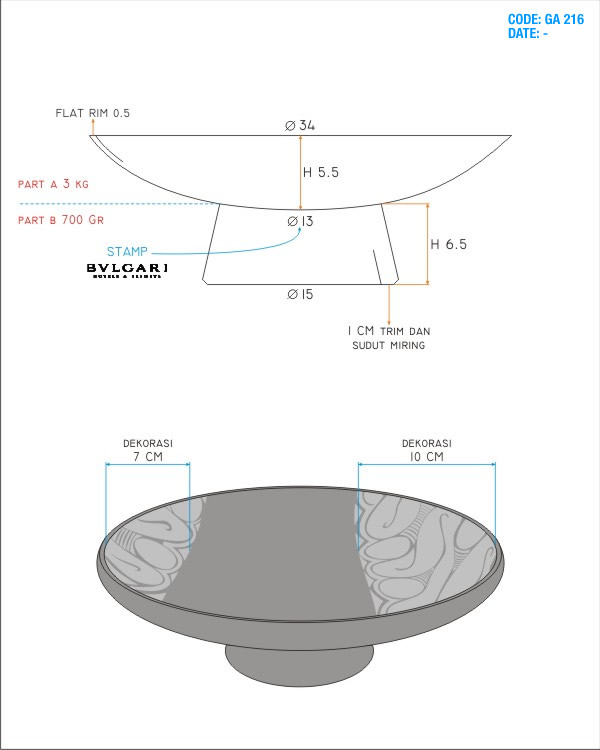 CODE: GA 216
DATE: -
FLAT RIM 0.5
Ø 34
H 5.5
PART A 3 KG
PART B 700 GR
Ø 13
STAMP
BVLGARI
HOTELS & RESORTS
H 6.5
Ø 15
1 CM TRIM DAN
SUDUT MIRING
DEKORASI
7 CM
DEKORASI
10 CM